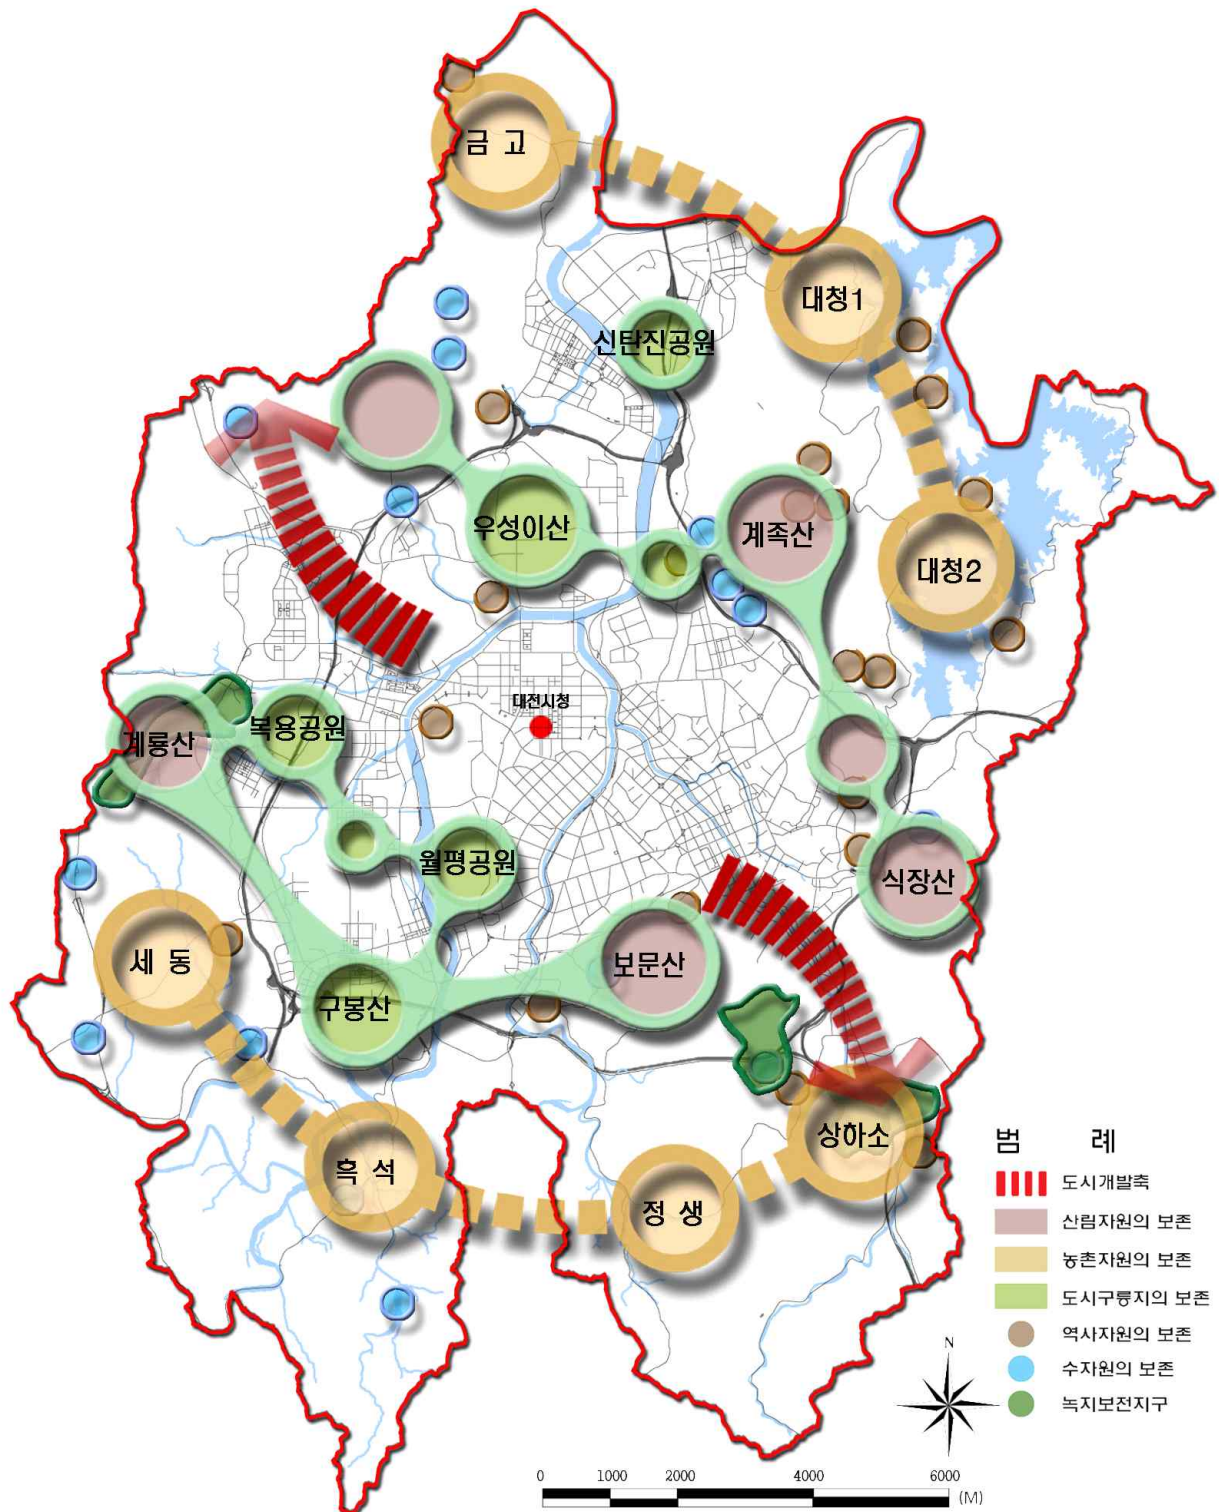 금 고
대청1
신탄진공원
우성이산
계족산
대청2
대전시청
계룡산
복용공원
월평공원
식장산
세 동
구봉산
보문산
흑 석
정 생
상하소
범 례
도시개발축
산림자원의 보존
농촌자원의 보존
도시구릉지의 보존
역사자원의 보존
수자원의 보존
녹지보전지구
N
0 1000 2000 4000 6000
(M)